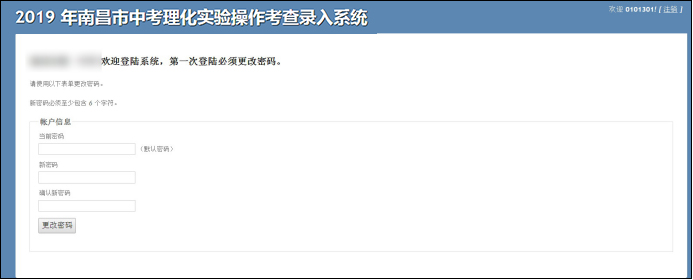 2019 年南昌市中考理化实验操作考查录入系统
欢迎 0101301! [ 注销 ]
欢迎登陆系统，第一次登陆必须更改密码。
请使用以下表单更改密码。
新密码必须至少包含 6 个字符。
帐户信息
当前密码
（默认密码）
新密码
确认新密码
更改密码